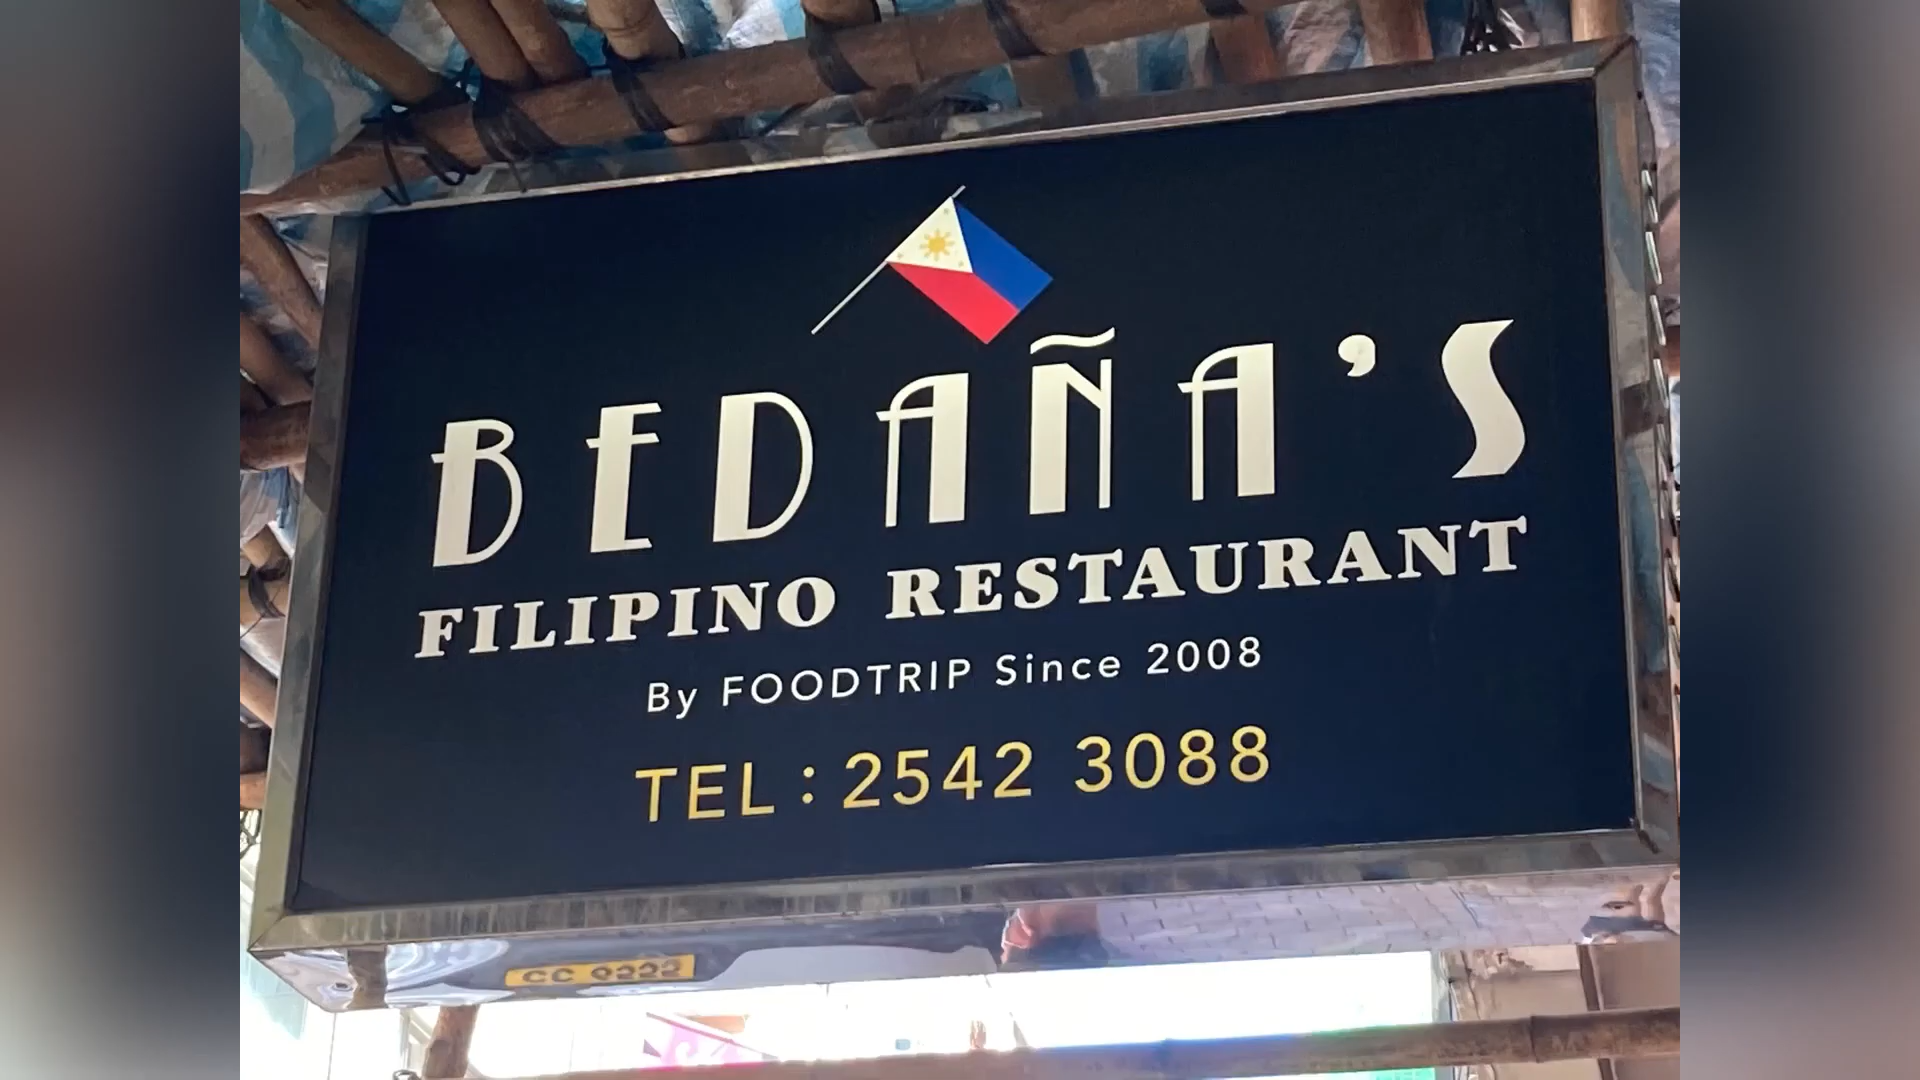 BEDAÑA'S
FILIPINO RESTAURANT
By FOODTRIP Since 2008
TEL: 2542 3088